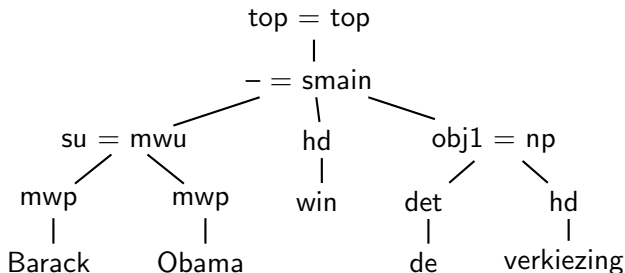 top = top
– = smain
su = mwu hd obj1 = np
mwp mwp win det hd
Barack Obama de verkiezing